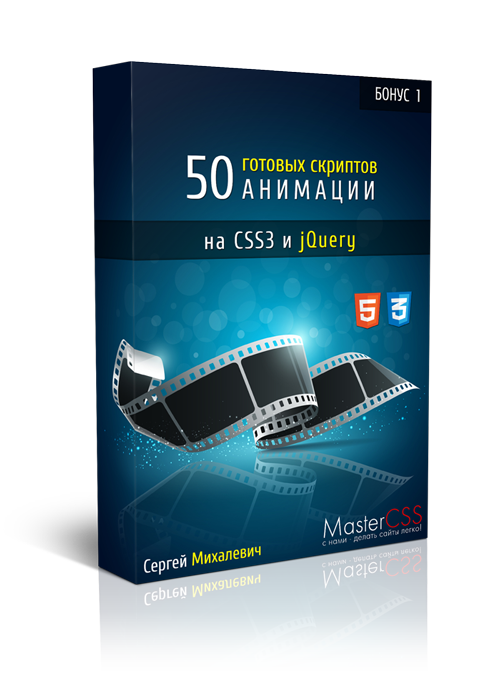 БОНУС 1
50 готовых скриптов
АНИМАЦИИ
на CSS3 и jQuery
5 3
MasterCSS
с нами - делать сайты легко!
Сергей Михалевич